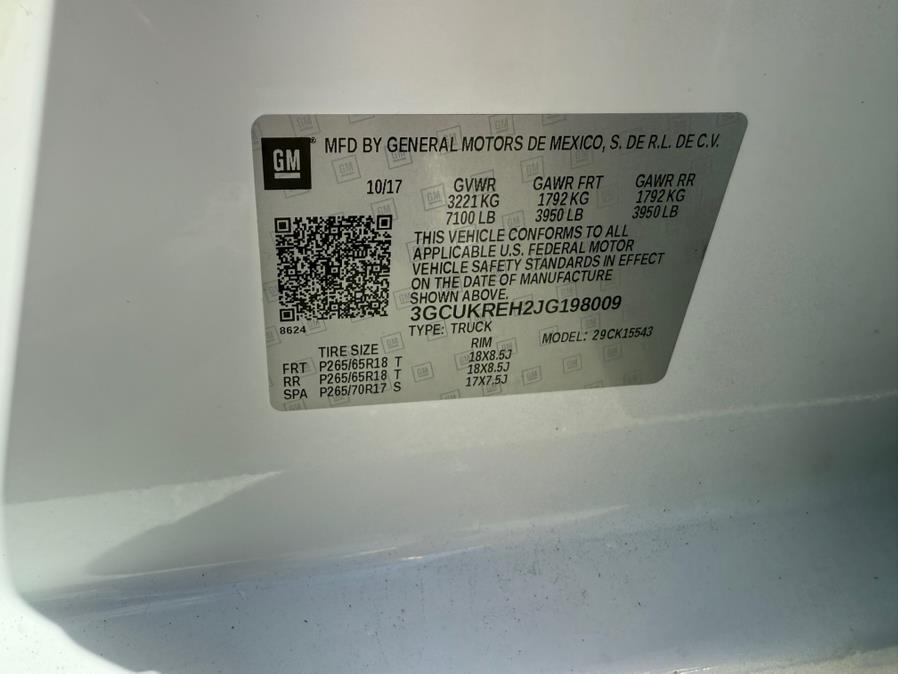 GM ® MFD BY GENERAL MOTORS DE MEXICO, S. DE R.L. DE C.V.
10/17 GVWR GAWR FRT GAWR RR
3221 KG 1792 KG 1792 KG
7100 LB 3950 LB 3950 LB
THIS VEHICLE CONFORMS TO ALL
APPLICABLE U.S. FEDERAL MOTOR
VEHICLE SAFETY STANDARDS IN EFFECT
ON THE DATE OF MANUFACTURE
SHOWN ABOVE.
3GCUKREH2JG198009
8624 TYPE: TRUCK MODEL: 29CK15543
TIRE SIZE RIM
FRT P265/65R18 T 18X8.5J
RR P265/65R18 T 18X8.5J
SPA P265/70R17 S 17X7.5J